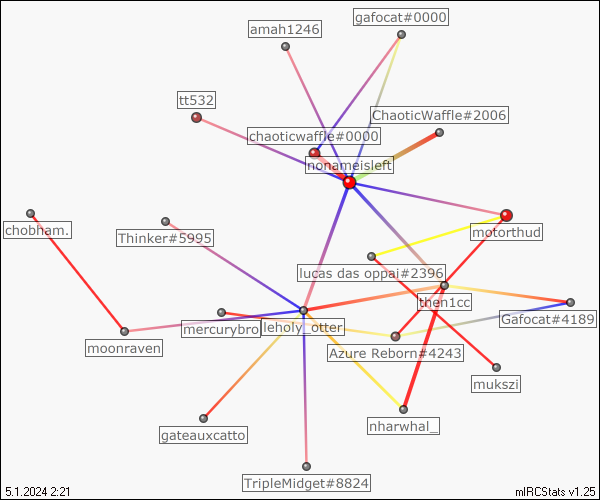 gafocat#0000
amah1246
tt532
ChaoticWaffle#2006
chaoticwaffle#0000
nonameisleft
chobham.
Thinker#5995
motorthud
lucas das oppai#2396
then1cc
Gafocat#4189
mercurybro
leholy_otter
moonraven
Azure Reborn#4243
mukszi
gateauxcatto
nharwhal_
TripleMidget#8824
5.1.2024 2:21
mIRCStats v1.25